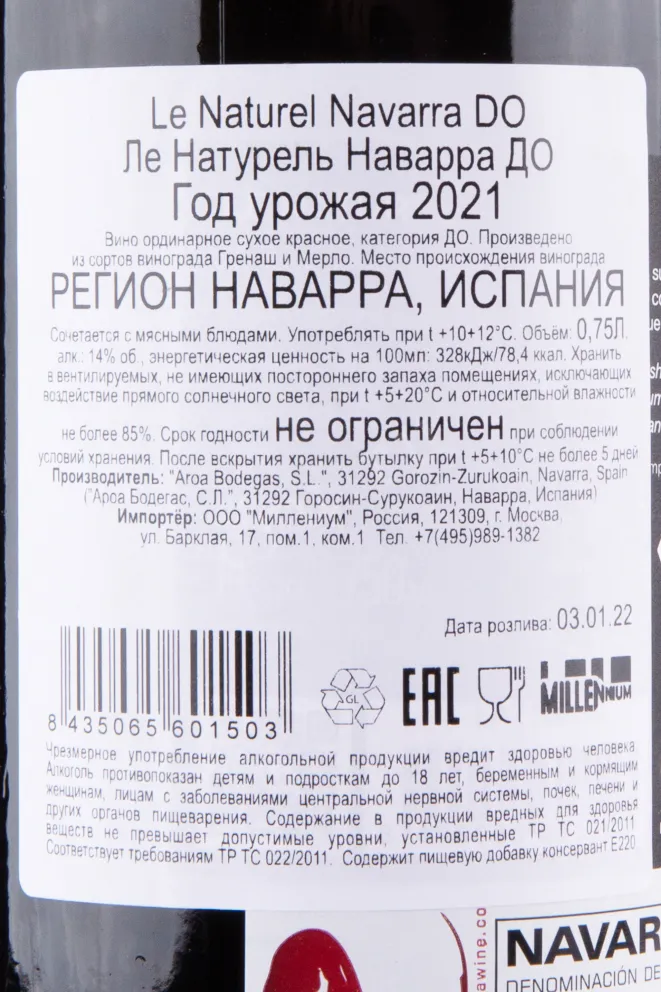 Le Naturel Navarra DO
Ле Натурель Наварра ДО
Год урожая 2021
Вино ординарное сухое красное, категория ДО. Произведено
из сортов винограда Гренаш и Мерло. Место происхождения винограда
РЕГИОН НАВАРРА, ИСПАНИЯ
Сочетается с мясными блюдами. Употреблять при t +10+12°С. Объём: 0,75Л,
алк.: 14% об., энергетическая ценность на 100мл: 328кДж/78,4 ккал. Хранить
в вентилируемых, не имеющих постороннего запаха помещениях, исключающих
воздействие прямого солнечного света, при t +5+20°С и относительной влажности
не более 85%. Срок годности не ограничен при соблюдении
условий хранения. После вскрытия хранить бутылку при t +5+10°С не более 5 дней
Производитель: "Aroa Bodegas, S.L.", 31292 Gorozin-Zurukoain, Navarra, Spain
("Ароа Бодегас, С.Л.", 31292 Горосин-Сурукоаин, Наварра, Испания)
Импортёр: ООО "Миллениум", Россия, 121309, г. Москва,
ул. Барклая, 17, пом.1, ком.1 Тел. +7(495)989-1382
Дата розлива: 03.01.22
8 435065 601503
GL
EAC
MILLENNIUM
Чрезмерное употребление алкогольной продукции вредит здоровью человека
Алкоголь противопоказан детям и подросткам до 18 лет, беременным и кормящим
женщинам, лицам с заболеваниями центральной нервной системы, почек, печени и
других органов пищеварения. Содержание в продукции вредных для здоровья
веществ не превышает допустимые уровни, установленные ТР ТС 021/2011
Соответствует требованиям ТР ТС 022/2011. Содержит пищевую добавку консервант Е220
awine.co
NAVAR
DENOMINACIÓN DE